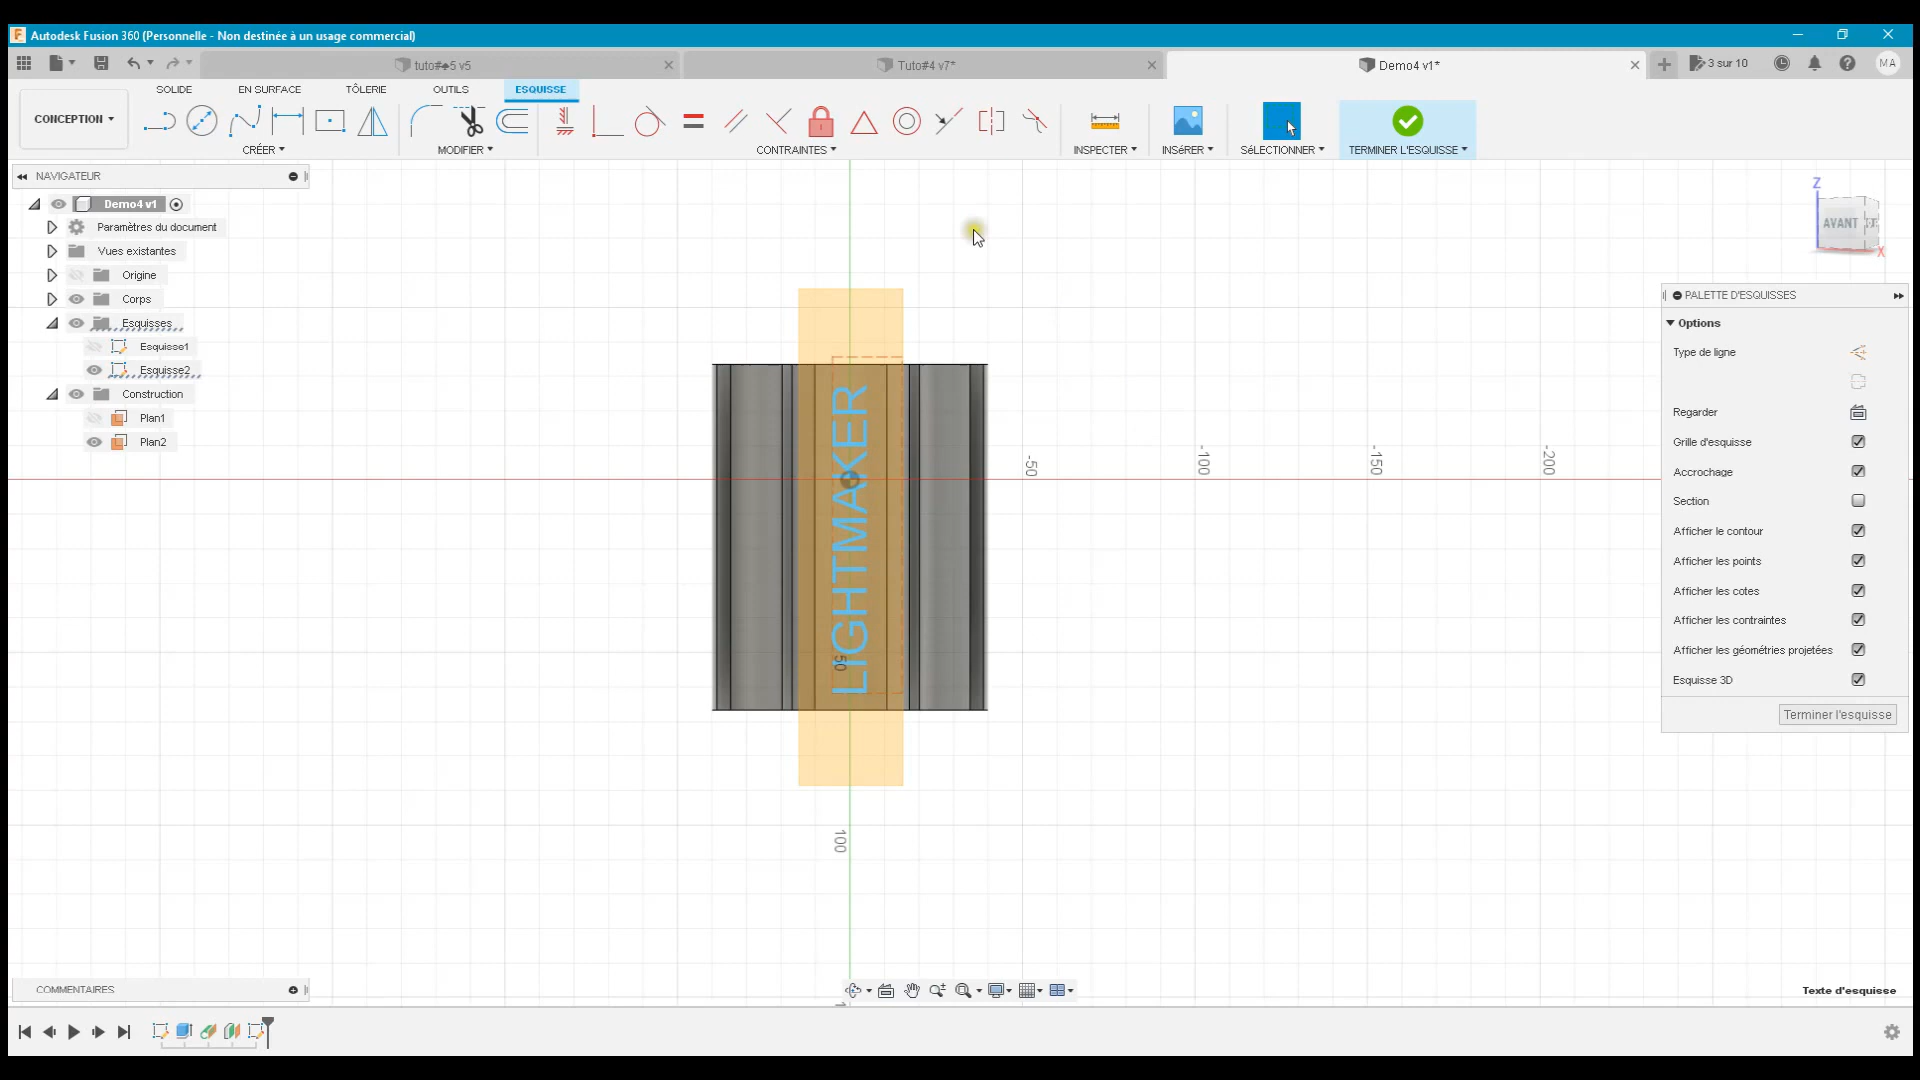 Autodesk Fusion 360 (Personnelle - Non destinée à un usage commercial)
tuto#♠5 v5
Tuto#4 v7*
Demo4 v1*
3 sur 10
MA
SOLIDE
EN SURFACE
TÔLERIE
OUTILS
ESQUISSE
CONCEPTION
CRÉER
MODIFIER
CONTRAINTES
INSPECTER
INSÉRER
SÉLECTIONNER
TERMINER L'ESQUISSE
NAVIGATEUR
Demo4 v1
Paramètres du document
Vues existantes
Origine
Corps
Esquisses
Esquisse1
Esquisse2
Construction
Plan1
Plan2
Z
AVANT
X
LIGHTMAKER
50
100
-50
-100
-150
-200
PALETTE D'ESQUISSES
Options
Type de ligne
Regarder
Grille d'esquisse
Accrochage
Section
Afficher le contour
Afficher les points
Afficher les cotes
Afficher les contraintes
Afficher les géométries projetées
Esquisse 3D
Terminer l'esquisse
COMMENTAIRES
Texte d'esquisse